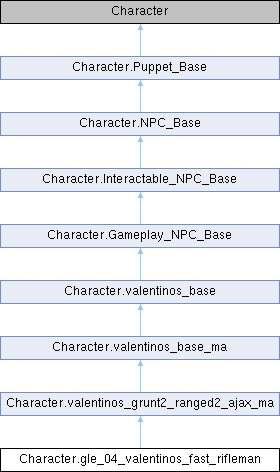 Character
Character.Puppet_Base
Character.NPC_Base
Character.Interactable_NPC_Base
Character.Gameplay_NPC_Base
Character.valentinos_base
Character.valentinos_base_ma
Character.valentinos_grunt2_ranged2_ajax_ma
Character.gle_04_valentinos_fast_rifleman